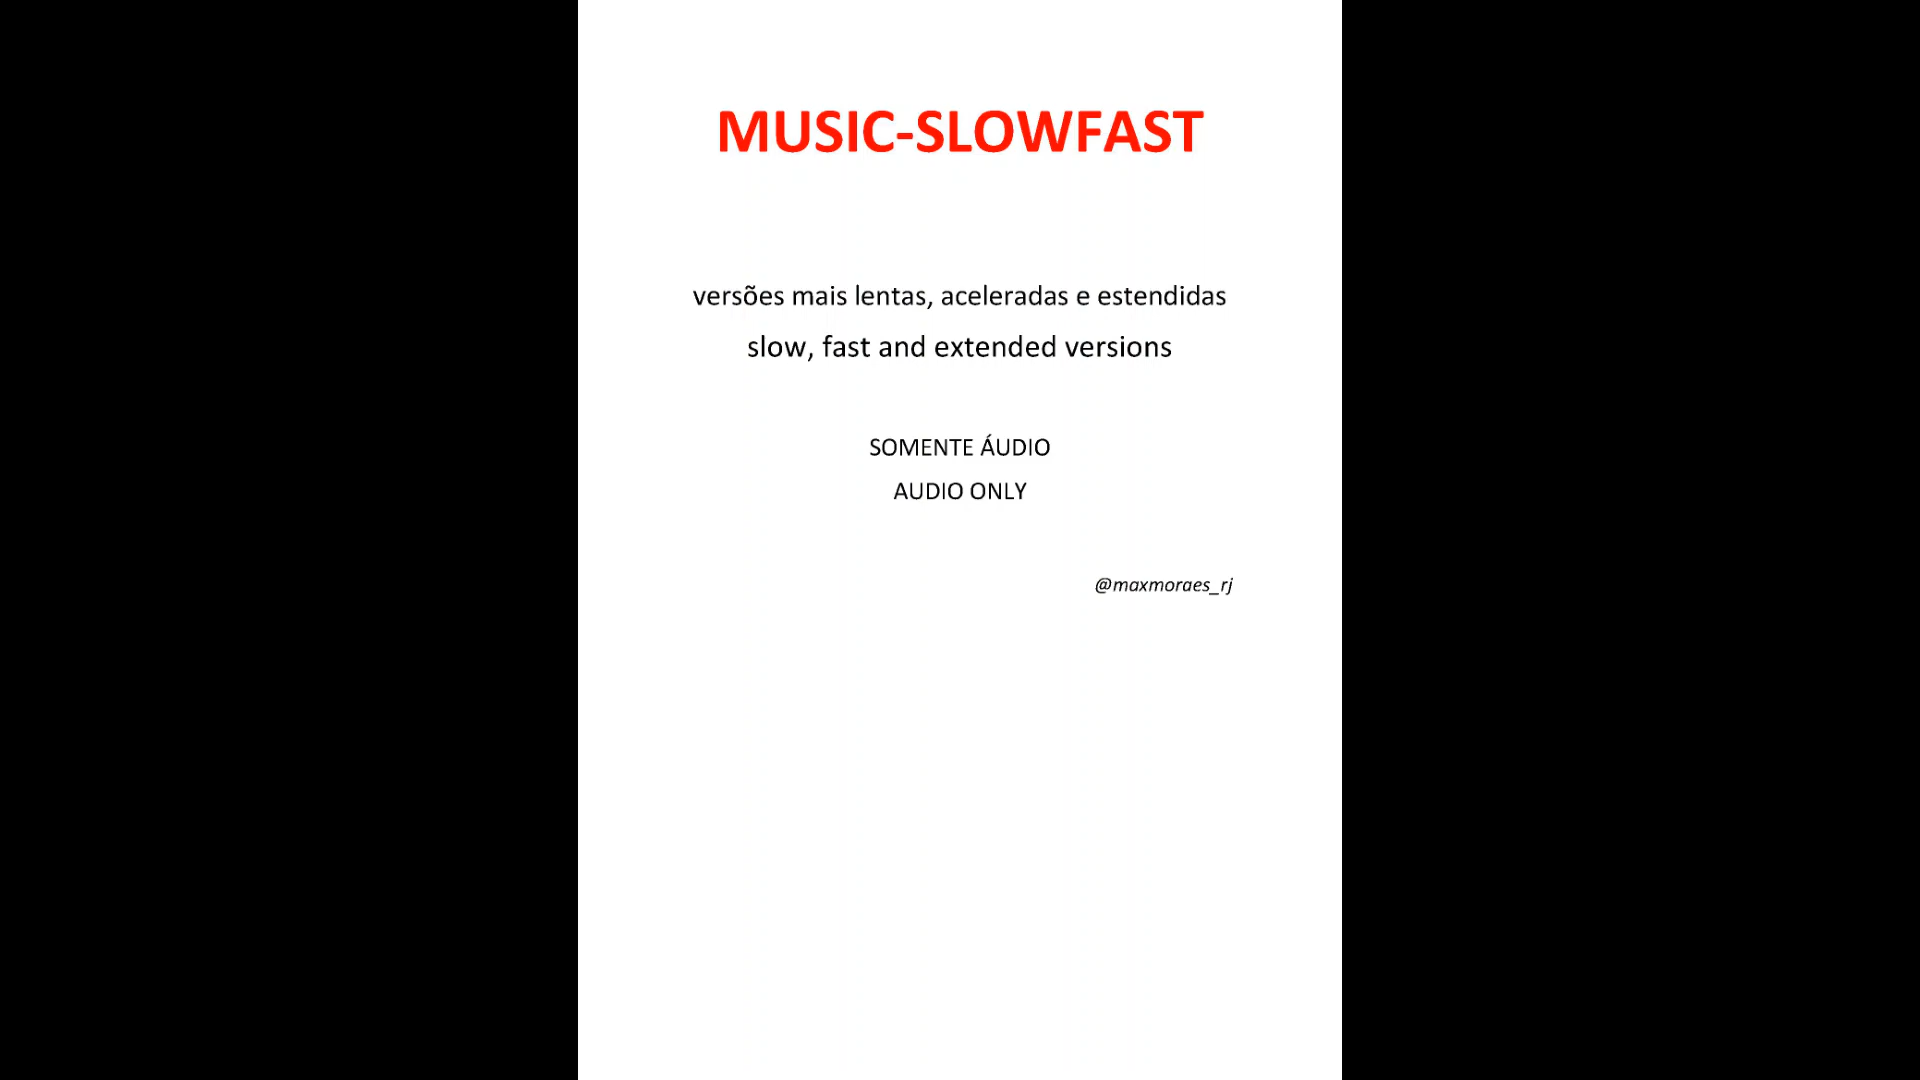 MUSIC-SLOWFAST
versões mais lentas, aceleradas e estendidas
slow, fast and extended versions
SOMENTE ÁUDIO
AUDIO ONLY
@maxmoraes_rj